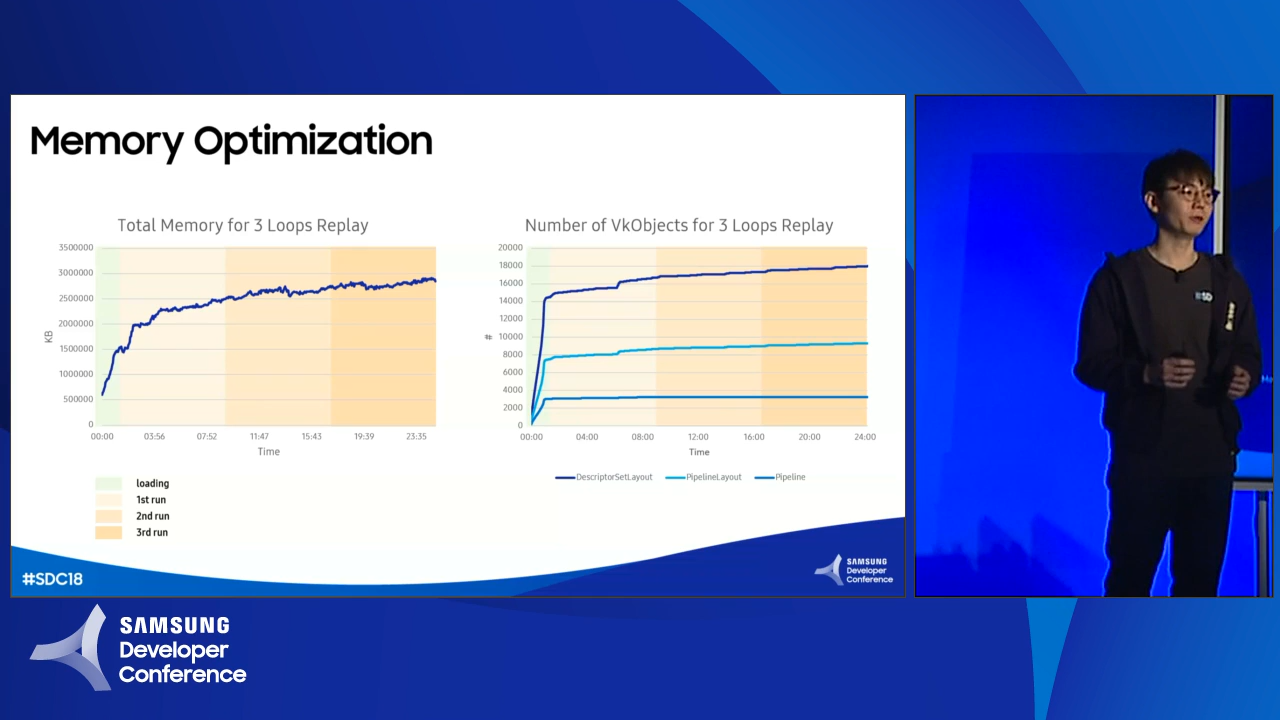 Memory Optimization
Total Memory for 3 Loops Replay
3500000
3000000
2500000
2000000
1500000
1000000
500000
0
KB
00:00 03:56 07:52 11:47 15:43 19:39 23:35
Time
loading
1st run
2nd run
3rd run
Number of VkObjects for 3 Loops Replay
20000
18000
16000
14000
12000
10000
8000
6000
4000
2000
0
#
00:00 04:00 08:00 12:00 16:00 20:00 24:00
Time
DescriptorSetLayout PipelineLayout Pipeline
#SDC18
SAMSUNG
Developer
Conference
SAMSUNG
Developer
Conference